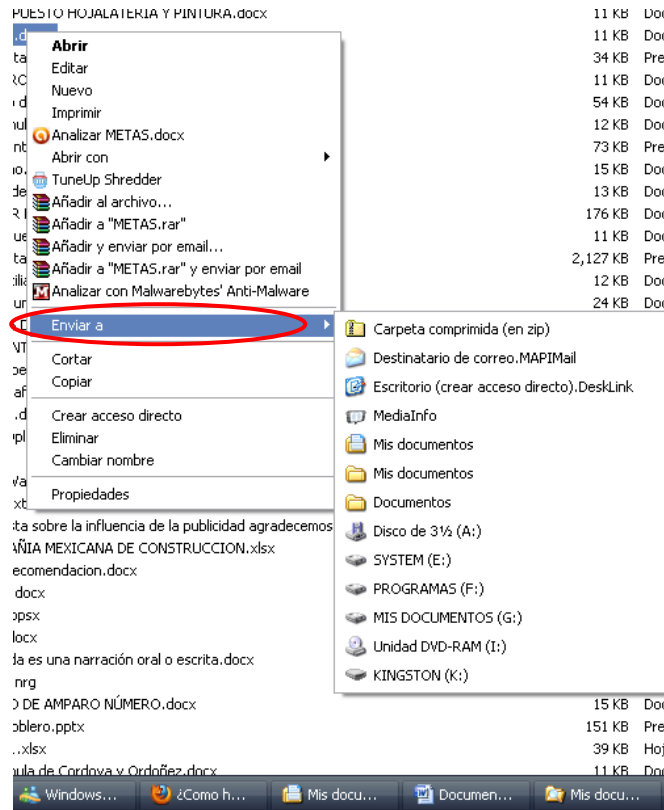 PUESTO HOJALATERIA Y PINTURA.docx 11 KB
11 KB
34 KB
11 KB
54 KB
12 KB
73 KB
15 KB
13 KB
176 KB
11 KB
2,127 KB
12 KB
24 KB
Abrir
Editar
Nuevo
Imprimir
Analizar METAS.docx
Abrir con
TuneUp Shredder
Añadir al archivo...
Añadir a "METAS.rar"
Añadir y enviar por email...
Añadir a "METAS.rar" y enviar por email
Analizar con Malwarebytes' Anti-Malware
Enviar a
Cortar
Copiar
Crear acceso directo
Eliminar
Cambiar nombre
Propiedades
Carpeta comprimida (en zip)
Destinatario de correo.MAPIMail
Escritorio (crear acceso directo).DeskLink
MediaInfo
Mis documentos
Mis documentos
Documentos
Disco de 3½ (A:)
SYSTEM (E:)
PROGRAMAS (F:)
MIS DOCUMENTOS (G:)
Unidad DVD-RAM (I:)
KINGSTON (K:)
sta sobre la influencia de la publicidad agradecemos
AÑIA MEXICANA DE CONSTRUCCION.xlsx
ecomendacion.docx
docx
ppsx
docx
da es una narración oral o escrita.docx
nrg
O DE AMPARO NÚMERO.docx 15 KB
oblero.pptx 151 KB
..xlsx 39 KB
ula de Cordova y Ordoñez.docx 11 KB
Windows... ¿Como h... Mis docu... Documen... Mis docu...